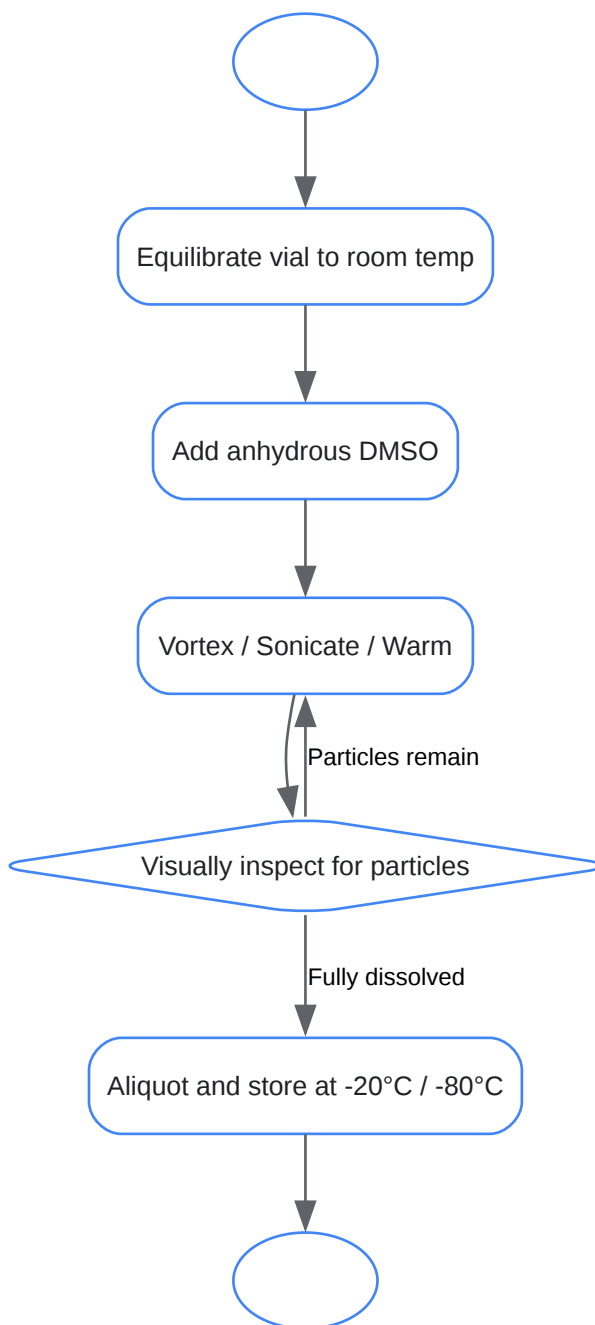 Equilibrate vial to room temp
Add anhydrous DMSO
Vortex / Sonicate / Warm
Particles remain
Visually inspect for particles
Fully dissolved
Aliquot and store at -20°C / -80°C